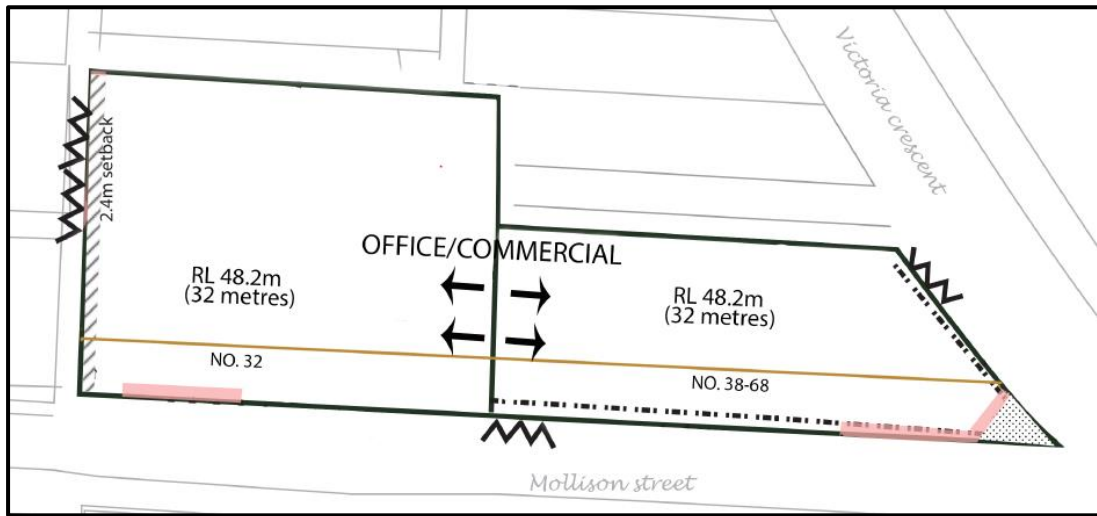 Victoria crescent
2.4m setback
OFFICE/COMMERCIAL
RL 48.2m
(32 metres)
RL 48.2m
(32 metres)
NO. 32
NO. 38-68
Mollison street